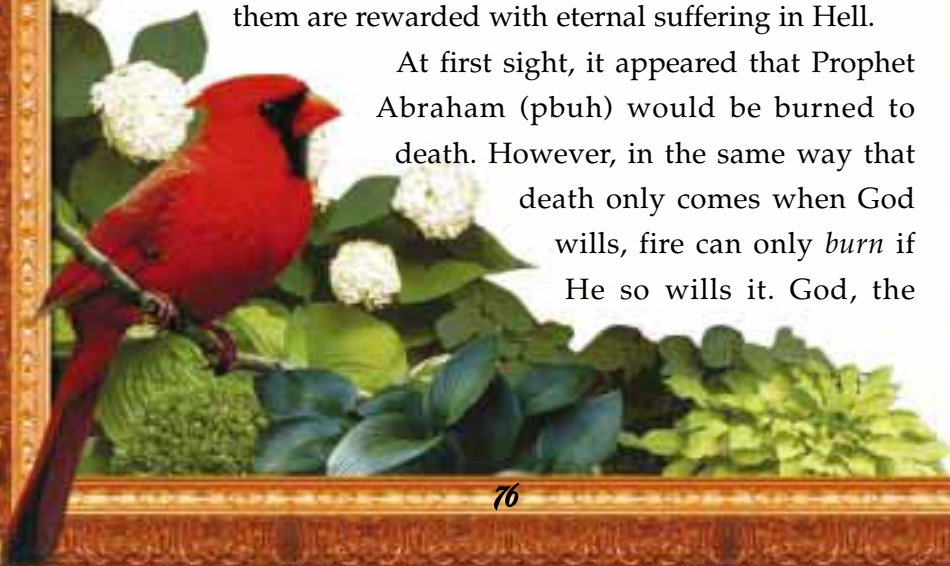 them are rewarded with eternal suffering in Hell.
At first sight, it appeared that Prophet
Abraham (pbuh) would be burned to
death. However, in the same way that
death only comes when God
wills, fire can only burn if
He so wills it. God, the
76